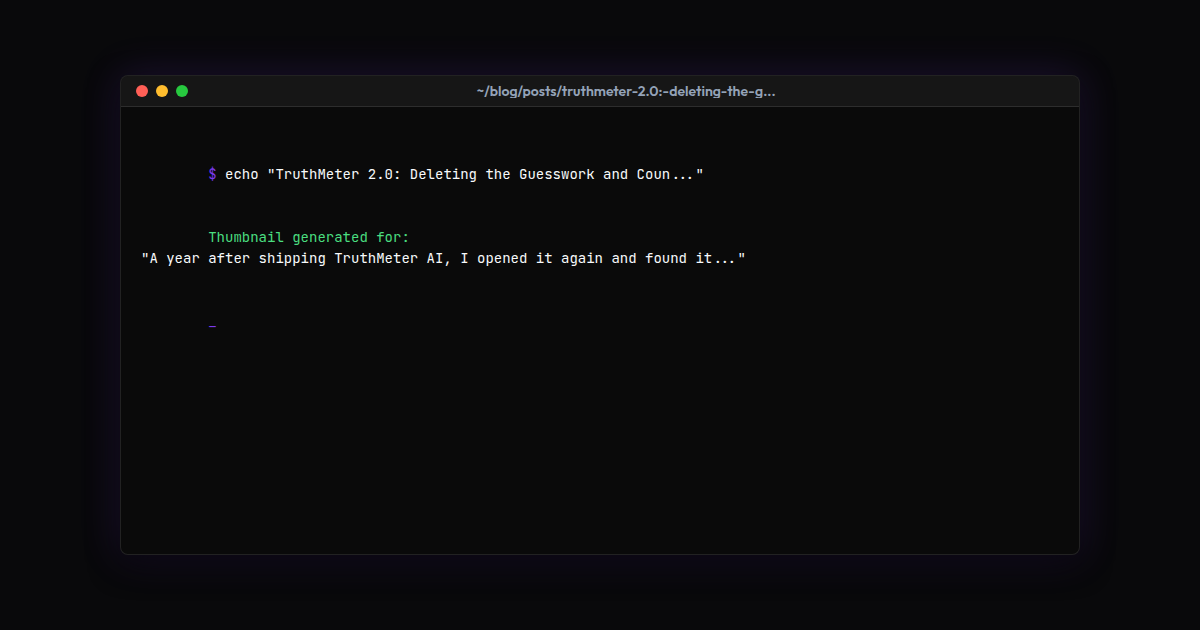 ~/blog/posts/truthmeter-2.0:-deleting-the-g...
$ echo "TruthMeter 2.0: Deleting the Guesswork and Coun..."
Thumbnail generated for:
"A year after shipping TruthMeter AI, I opened it again and found it..."
_